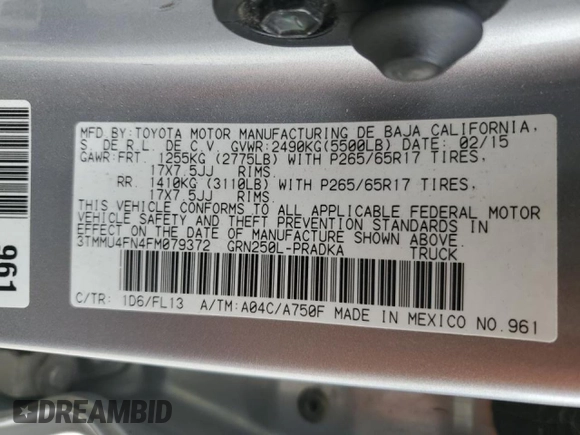 MFD.BY:TOYOTA MOTOR MANUFACTURING DE BAJA CALIFORNIA,
S. DE R.L. DE C.V. GVWR:2490KG(5500LB) DATE: 02/15
GAWR:FRT. 1255KG (2775LB) WITH P265/65R17 TIRES,
17X7.5JJ RIMS.
RR. 1410KG (3110LB) WITH P265/65R17 TIRES,
17X7.5JJ RIMS.
THIS VEHICLE CONFORMS TO ALL APPLICABLE FEDERAL MOTOR
VEHICLE SAFETY AND THEFT PREVENTION STANDARDS IN
EFFECT ON THE DATE OF MANUFACTURE SHOWN ABOVE.
3TMMU4FN4FM079372 GRN250L-PRADKA TRUCK
C/TR: 1D6/FL13 A/TM:A04C/A750F MADE IN MEXICO NO.961
961
DREAMBID